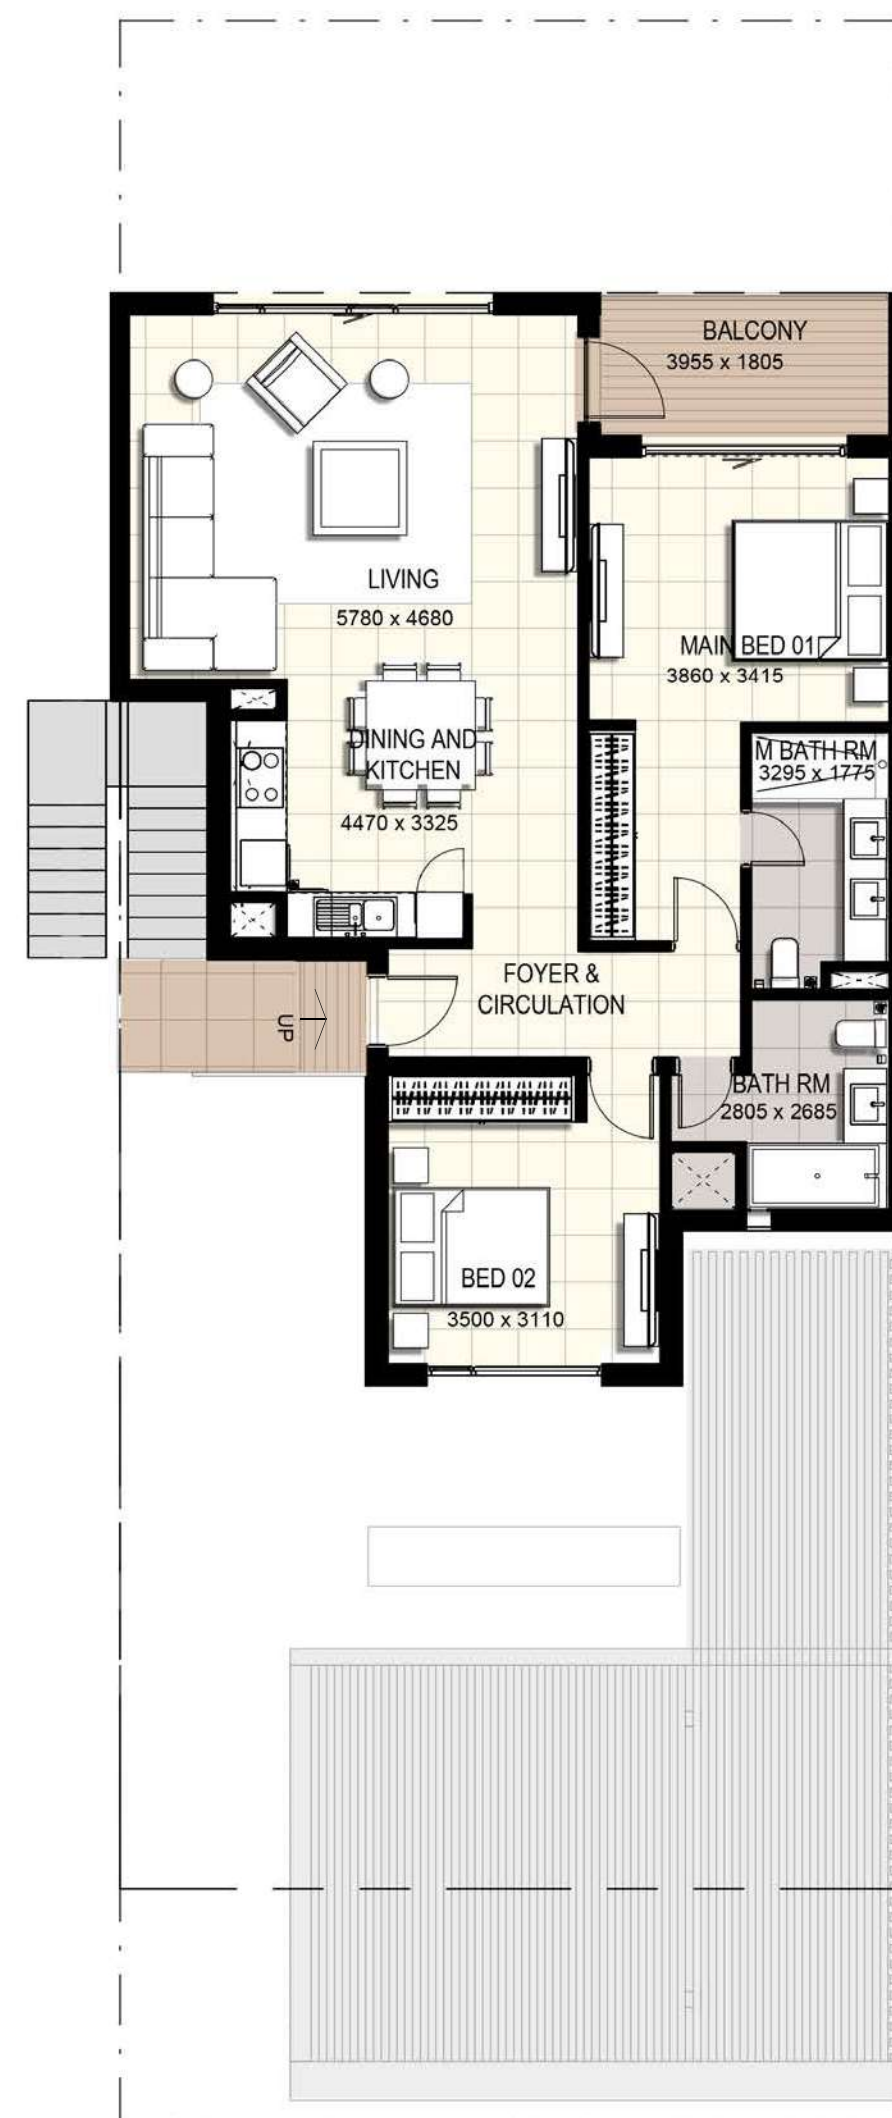 BALCONY
3955 x 1805
LIVING
5780 x 4680
MAIN BED 01
3860 x 3415
DINING AND
KITCHEN
4470 x 3325
M BATH RM
3295 x 1775
FOYER &
CIRCULATION
UP
BATH RM
2805 x 2685
BED 02
3500 x 3110